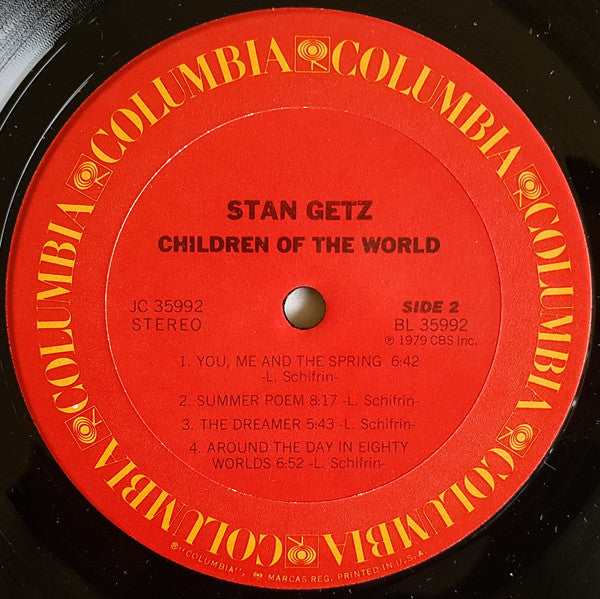 COLUMBIA COLUMBIA COLUMBIA COLUMBIA COLUMBIA COLUMBIA
STAN GETZ
CHILDREN OF THE WORLD
JC 35992
STEREO
SIDE 2
BL 35992
℗ 1979 CBS Inc.
1. YOU, ME AND THE SPRING 6:42
-L. Schifrin-
2. SUMMER POEM 8:17 -L. Schifrin-
3. THE DREAMER 5:43 -L. Schifrin-
4. AROUND THE DAY IN EIGHTY
WORLDS 6:52 -L. Schifrin-
®"COLUMBIA", MARCAS REG. PRINTED IN U.S.A.